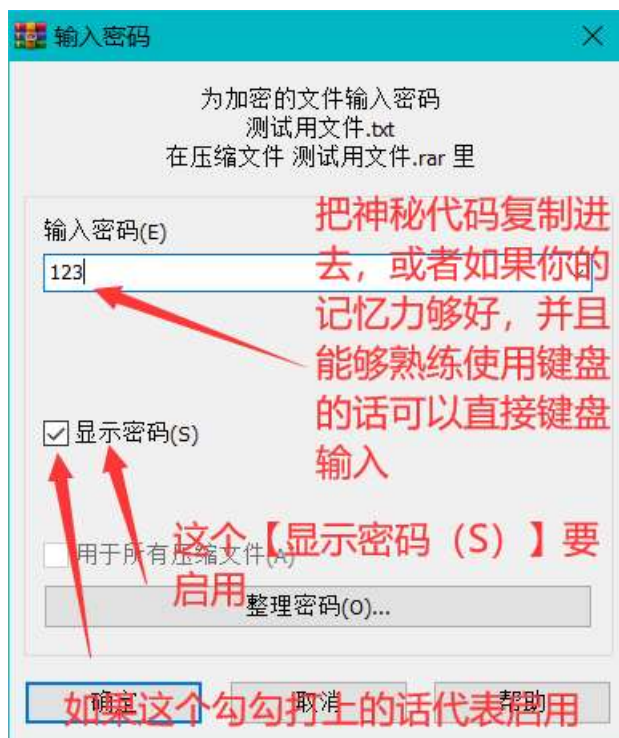 输入密码
为加密的文件输入密码
测试用文件.txt
在压缩文件 测试用文件.rar 里
输入密码(E)
123
把神秘代码复制进
去，或者如果你的
记忆力够好，并且
能够熟练使用键盘
的话可以直接键盘
输入
显示密码(S)
这个【显示密码（S）】要
启用
用于所有压缩文件(A)
整理密码(O)...
确定
取消
帮助
如果这个勾勾打上的话代表启用